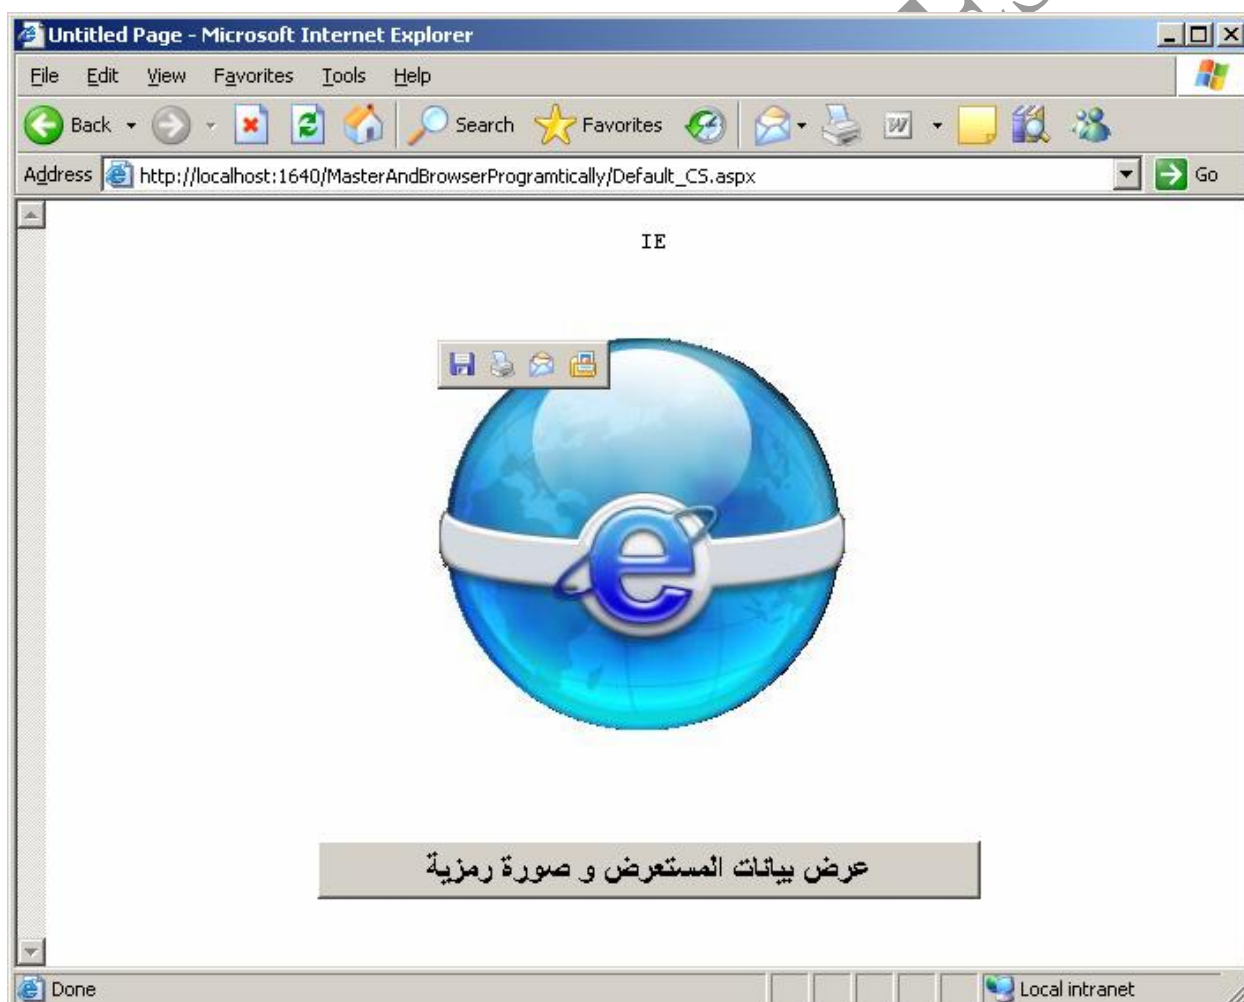 Untitled Page - Microsoft Internet Explorer
File Edit View Favorites Tools Help
Back Search Favorites
Address http://localhost:1640/MasterAndBrowserProgramtically/Default_CS.aspx Go
IE
e
عرض بيانات المستعرض و صورة رمزية
Done Local intranet